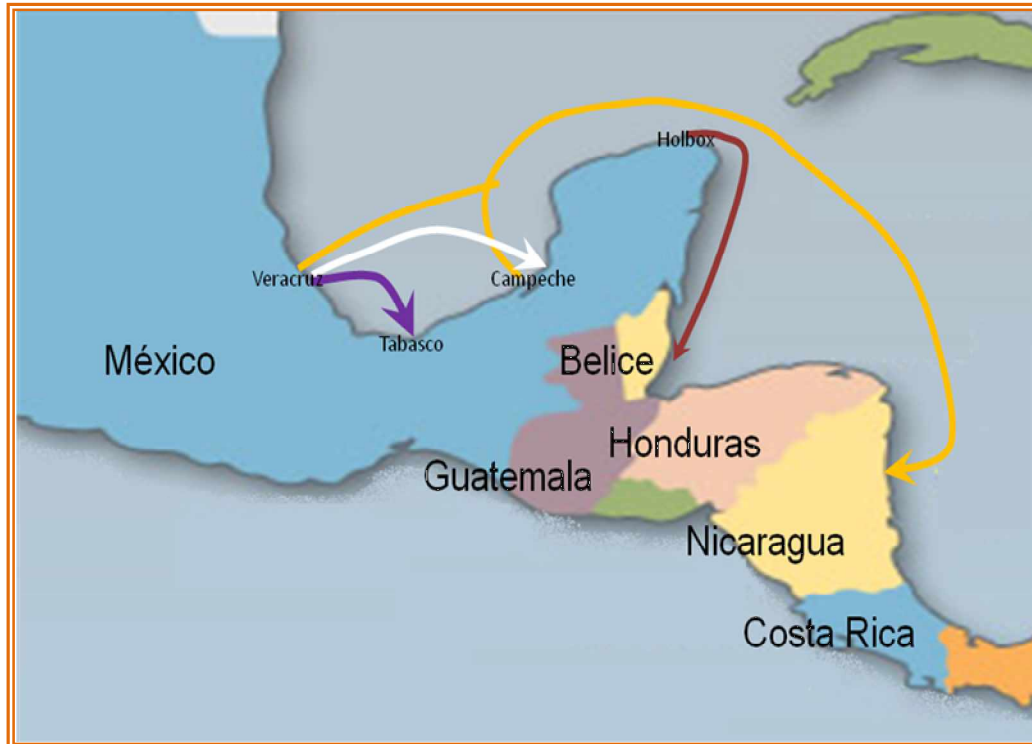 Holbox
Veracruz
Campeche
Tabasco
México
Belice
Honduras
Guatemala
Nicaragua
Costa Rica